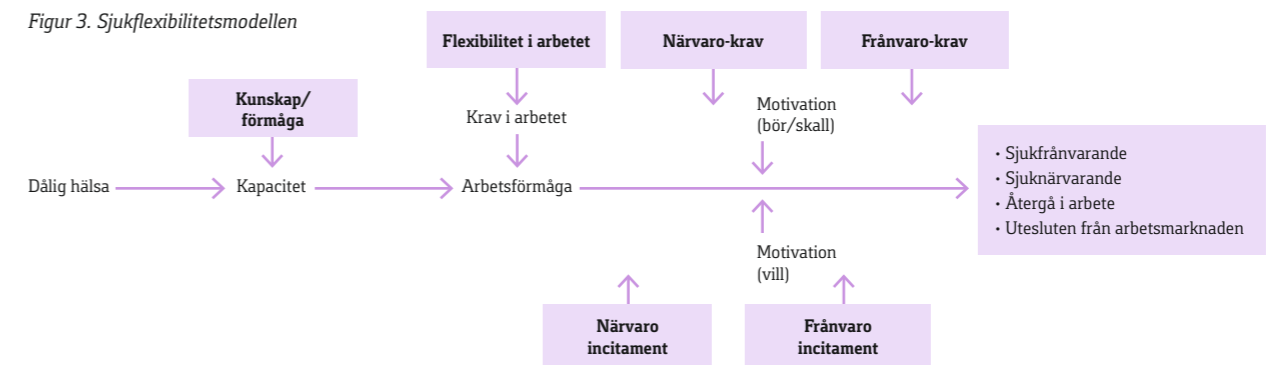 Figur 3. Sjukflexibilitetsmodellen
Flexibilitet i arbetet
Närvaro-krav
Frånvaro-krav
Kunskap/
förmåga
Krav i arbetet
Motivation
(bör/skall)
Dålig hälsa
Kapacitet
Arbetsförmåga
• Sjukfrånvarande
• Sjuknärvarande
• Återgå i arbete
• Utesluten från arbetsmarknaden
Motivation
(vill)
Närvaro
incitament
Frånvaro
incitament